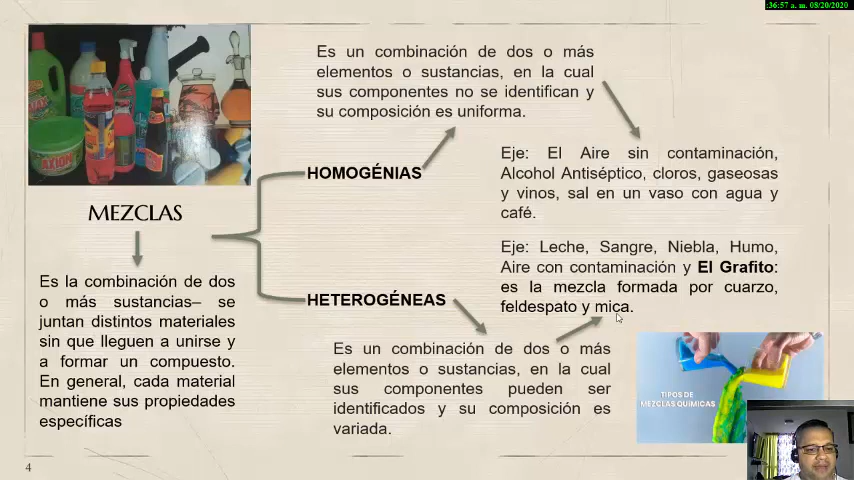 :36:57 a. m. 08/20/2020
Es un combinación de dos o más
elementos o sustancias, en la cual
sus componentes no se identifican y
su composición es uniforma.
HOMOGÉNIAS
Eje: El Aire sin contaminación,
Alcohol Antiséptico, cloros, gaseosas
y vinos, sal en un vaso con agua y
café.
AXION
MEZCLAS
Es la combinación de dos
o más sustancias– se
juntan distintos materiales
sin que lleguen a unirse y
a formar un compuesto.
En general, cada material
mantiene sus propiedades
específicas
HETEROGÉNEAS
Eje: Leche, Sangre, Niebla, Humo,
Aire con contaminación y El Grafito:
es la mezcla formada por cuarzo,
feldespato y mica.
Es un combinación de dos o más
elementos o sustancias, en la cual
sus componentes pueden ser
identificados y su composición es
variada.
TIPOS DE
MEZCLAS QUÍMICAS
4